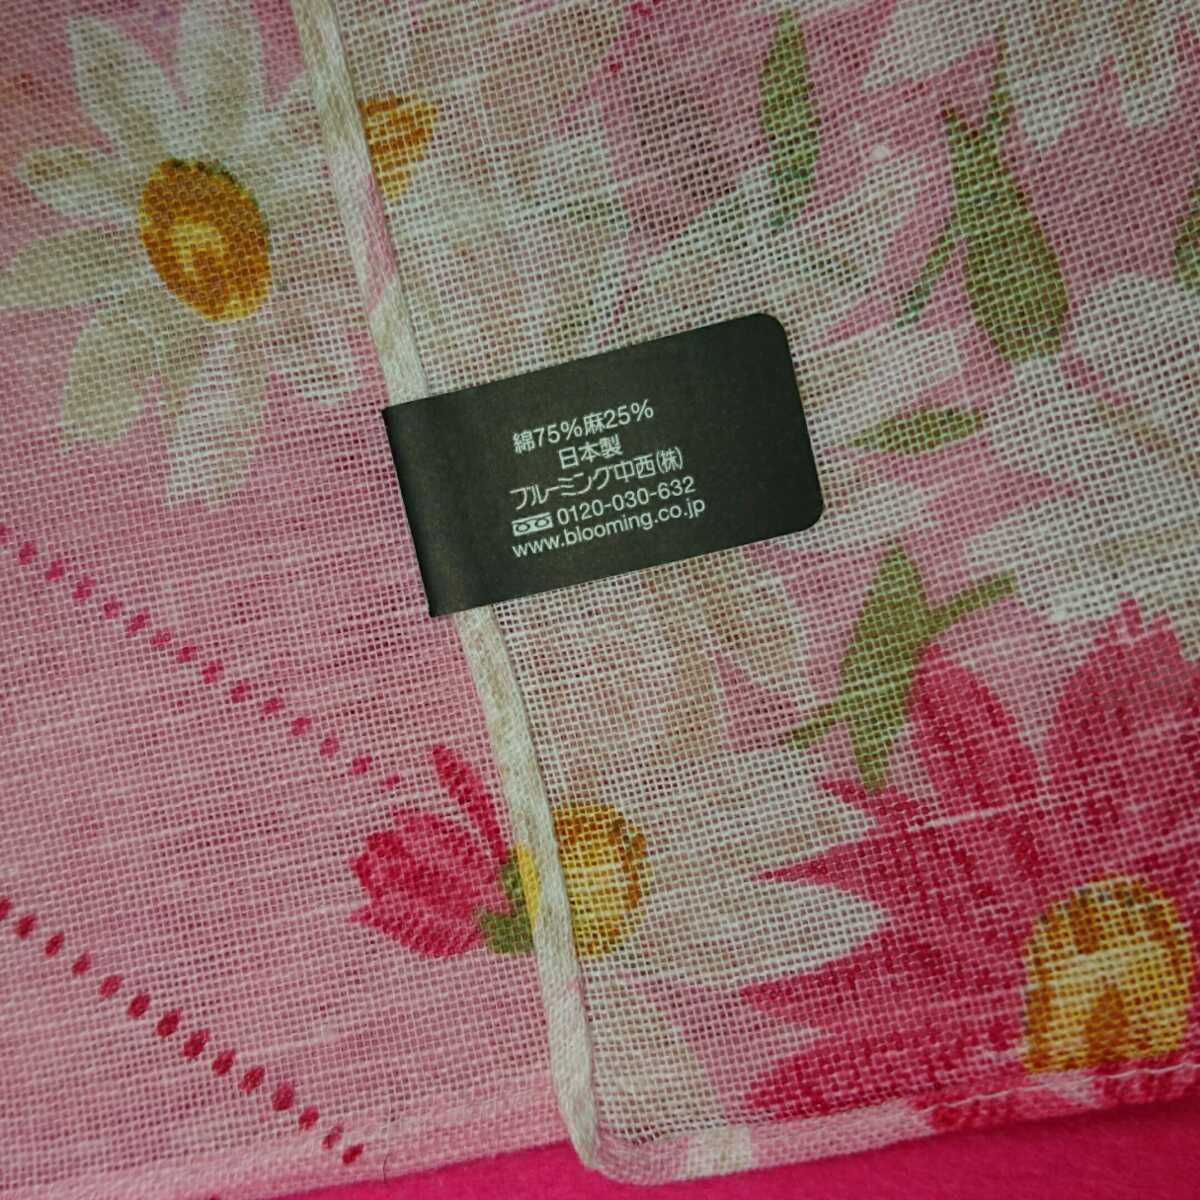 綿75%麻25%
日本製
ブルーミング中西(株)
0120-030-632
www.blooming.co.jp